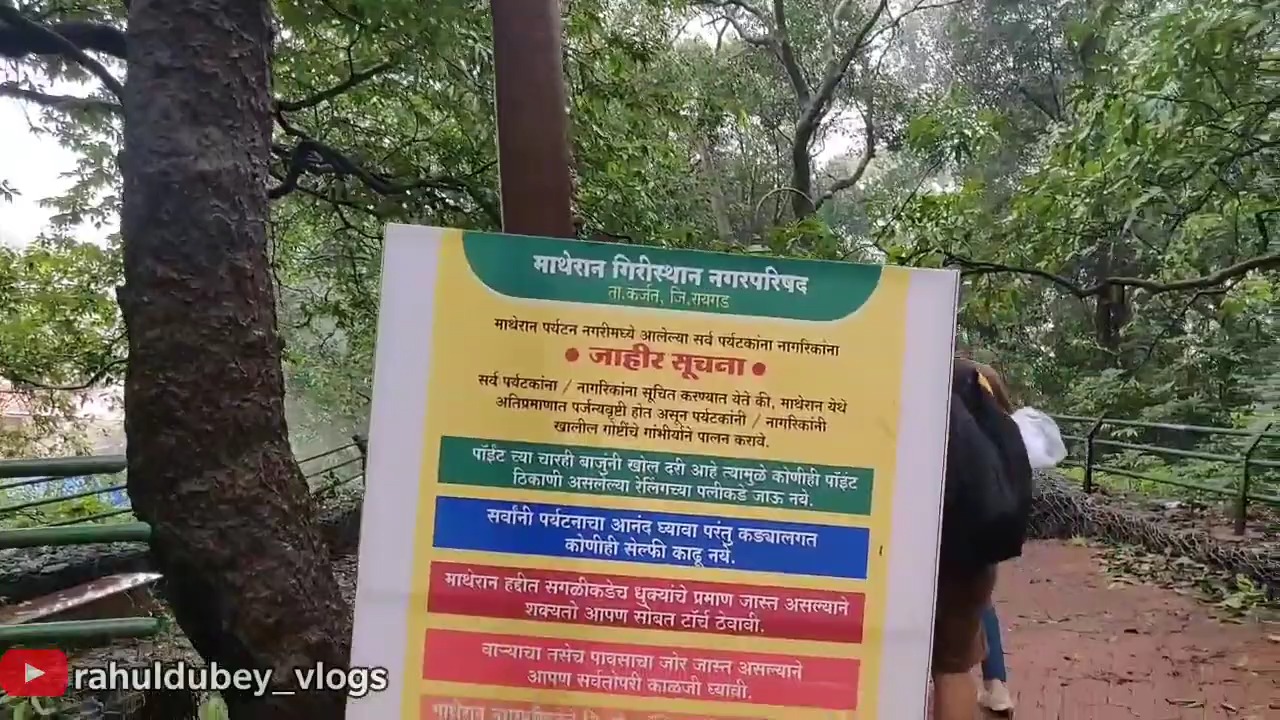 माथेरान गिरीस्थान नगरपरिषद
ता.कर्जत, जि.रायगड
माथेरान पर्यटन नगरीमध्ये आलेल्या सर्व पर्यटकांना नागरिकांना
• जाहीर सूचना •
सर्व पर्यटकांना / नागरिकांना सूचित करण्यात येते की, माथेरान येथे
अतिप्रमाणात पर्जन्यवृष्टी होत असून पर्यटकांनी / नागरिकांनी
खालील गोष्टींचे गांभीर्याने पालन करावे.
पॉईंट च्या चारही बाजुंनी खोल दरी आहे त्यामुळे कोणीही पॉइंट
ठिकाणी असलेल्या रेलिंगच्या पलीकडे जाऊ नये.
सर्वांनी पर्यटनाचा आनंद घ्यावा परंतु कड्यालगत
कोणीही सेल्फी काढू नये.
माथेरान हद्दीत सगळीकडेच धुक्यांचे प्रमाण जास्त असल्याने
शक्यतो आपण सोबत टॉर्च ठेवावी.
वाऱ्याचा तसेच पावसाचा जोर जास्त असल्याने
आपण सर्वतोपरी काळजी घ्यावी.
माथेरान
rahuldubey_vlogs